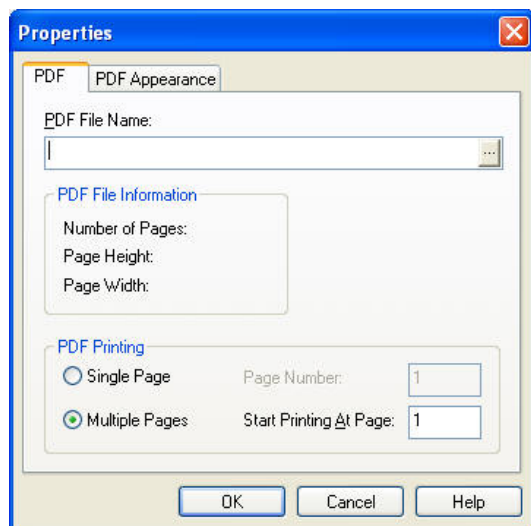 Properties
PDF PDF Appearance
PDF File Name:
...
PDF File Information
Number of Pages:
Page Height:
Page Width:
PDF Printing
Single Page Page Number: 1
Multiple Pages Start Printing At Page: 1
OK Cancel Help